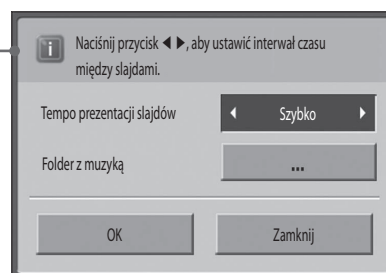 Naciśnij przycisk ◄ ►, aby ustawić interwał czasu
między slajdami.
Tempo prezentacji slajdów
◄ Szybko ►
Folder z muzyką
...
OK
Zamknij